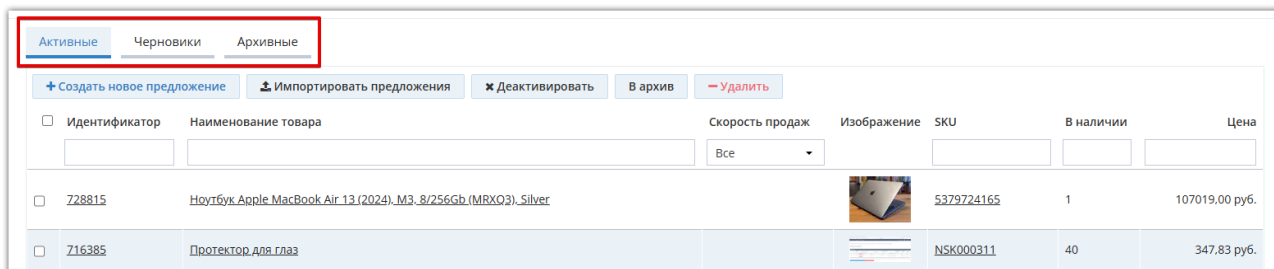 Активные Черновики Архивные
Создать новое предложение Импортировать предложения Деактивировать В архив Удалить
Идентификатор Наименование товара Скорость продаж Изображение SKU В наличии Цена
Все
728815 Ноутбук Apple MacBook Air 13 (2024), M3, 8/256Gb (MRXQ3), Silver 5379724165 1 107019,00 руб.
716385 Протектор для глаз NSK000311 40 347,83 руб.